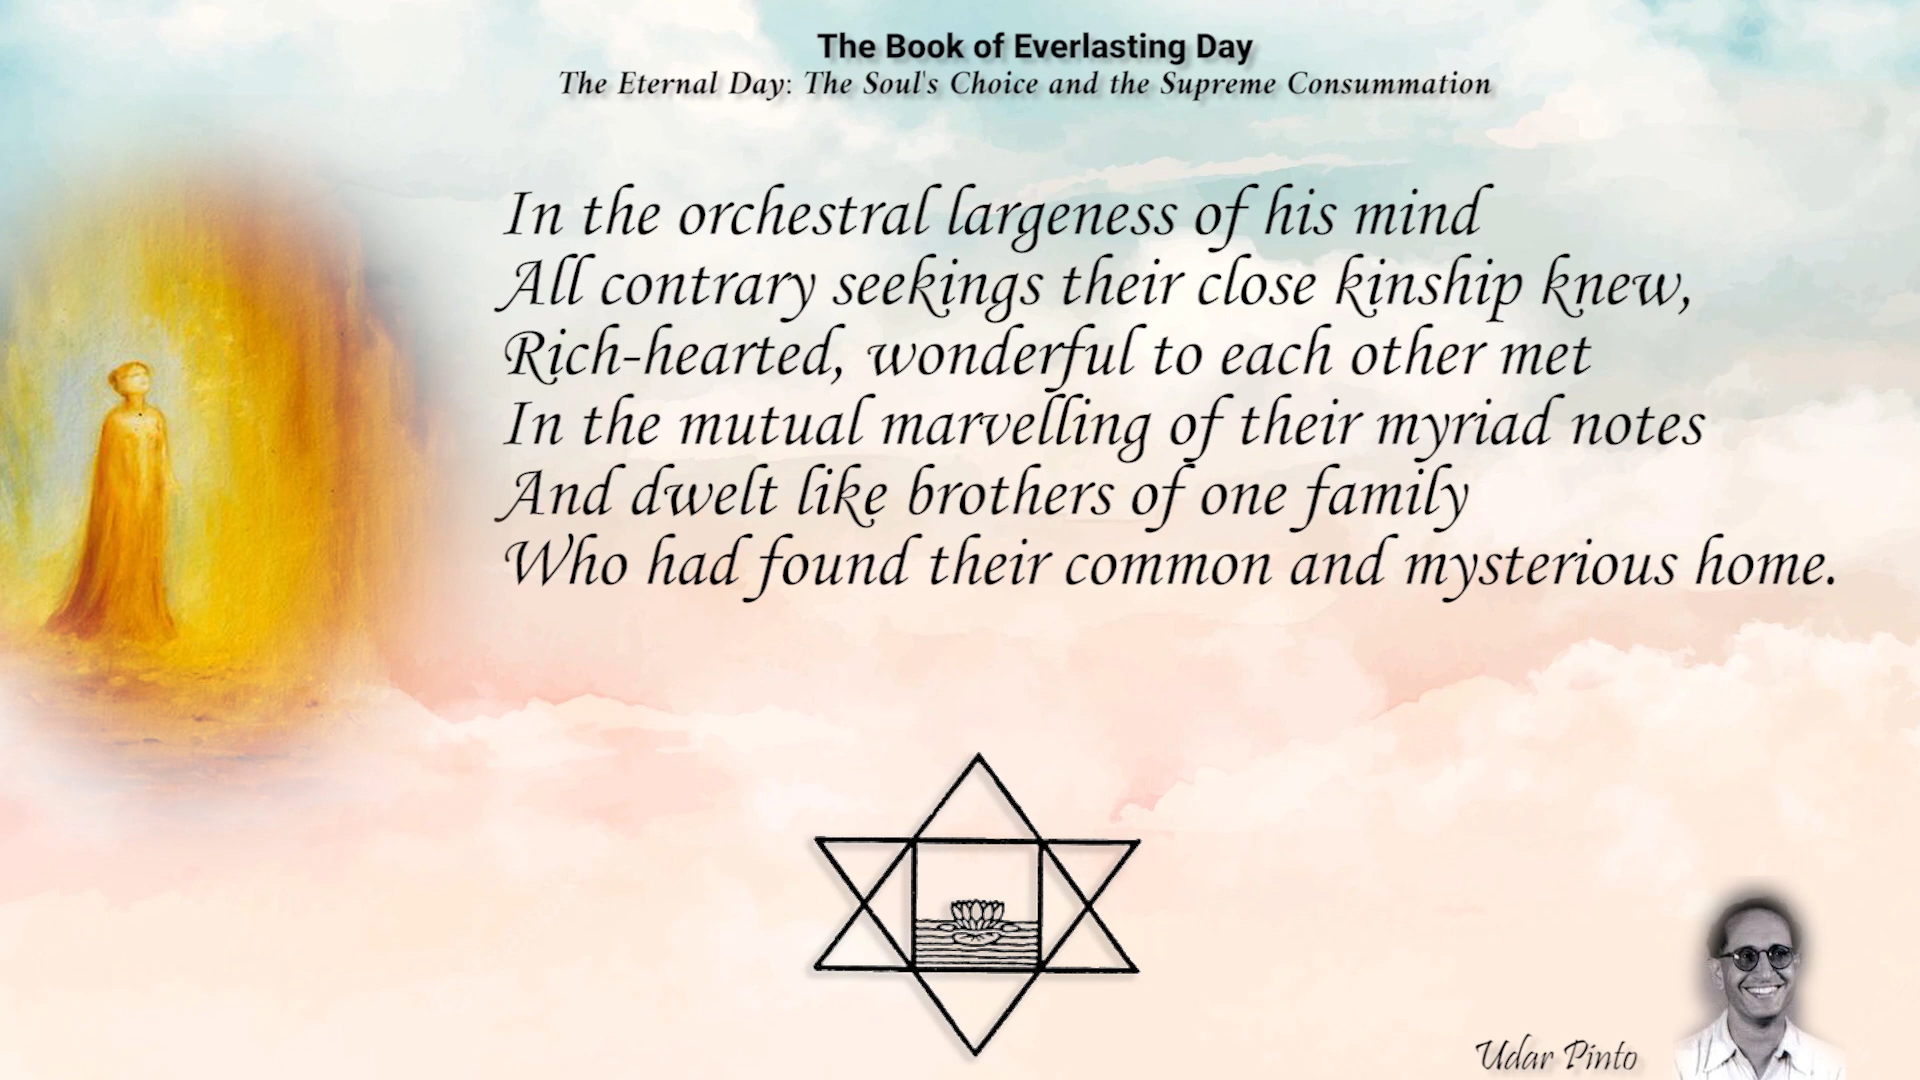 The Book of Everlasting Day
The Eternal Day: The Soul's Choice and the Supreme Consummation
In the orchestral largeness of his mind
All contrary seekings their close kinship knew,
Rich-hearted, wonderful to each other met
In the mutual marvelling of their myriad notes
And dwelt like brothers of one family
Who had found their common and mysterious home.
Udar Pinto